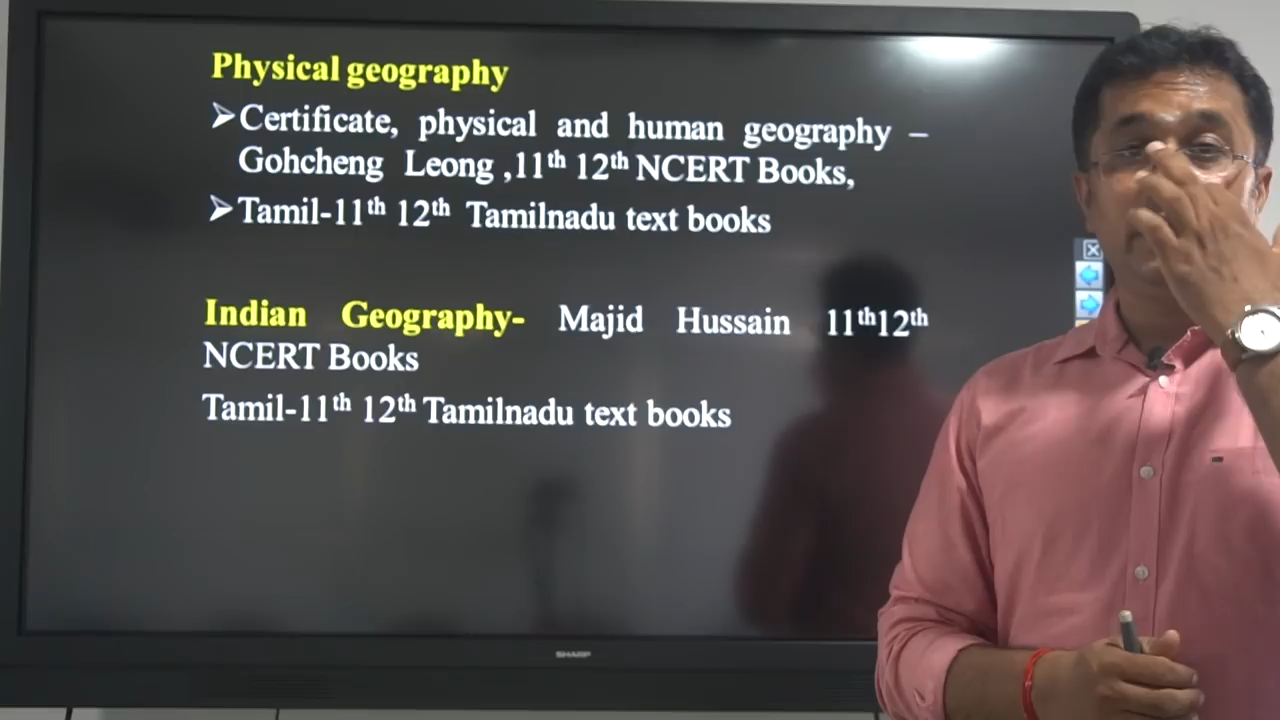 Physical geography
➢Certificate, physical and human geography –
Gohcheng Leong ,11th 12th NCERT Books,
➢Tamil-11th 12th Tamilnadu text books
Indian Geography- Majid Hussain 11th12th
NCERT Books
Tamil-11th 12th Tamilnadu text books
SHARP